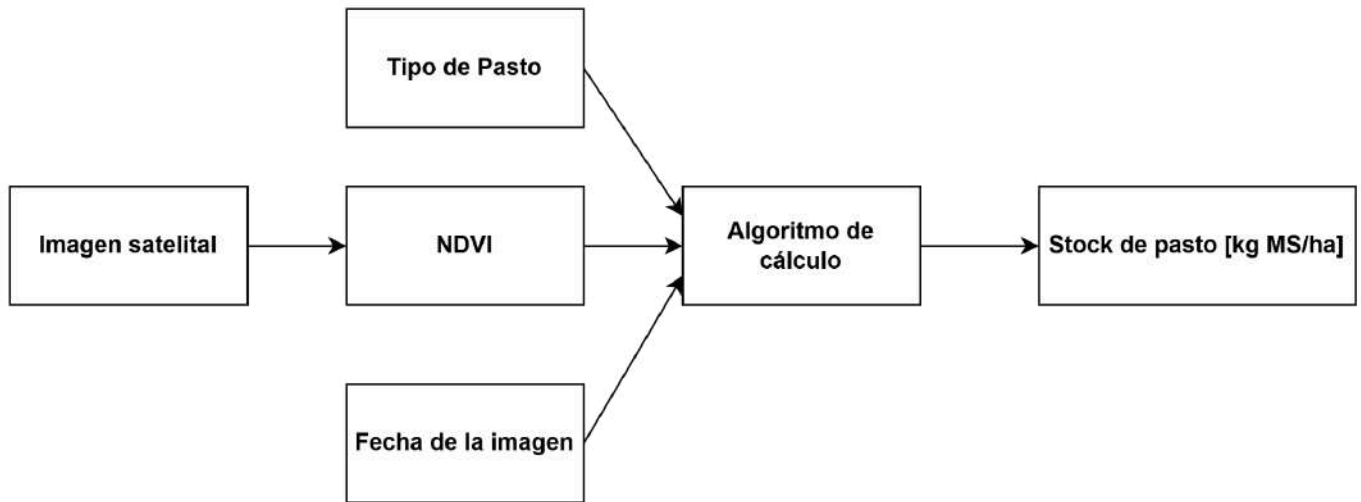 Tipo de Pasto
Imagen satelital
NDVI
Algoritmo de
cálculo
Stock de pasto [kg MS/ha]
Fecha de la imagen